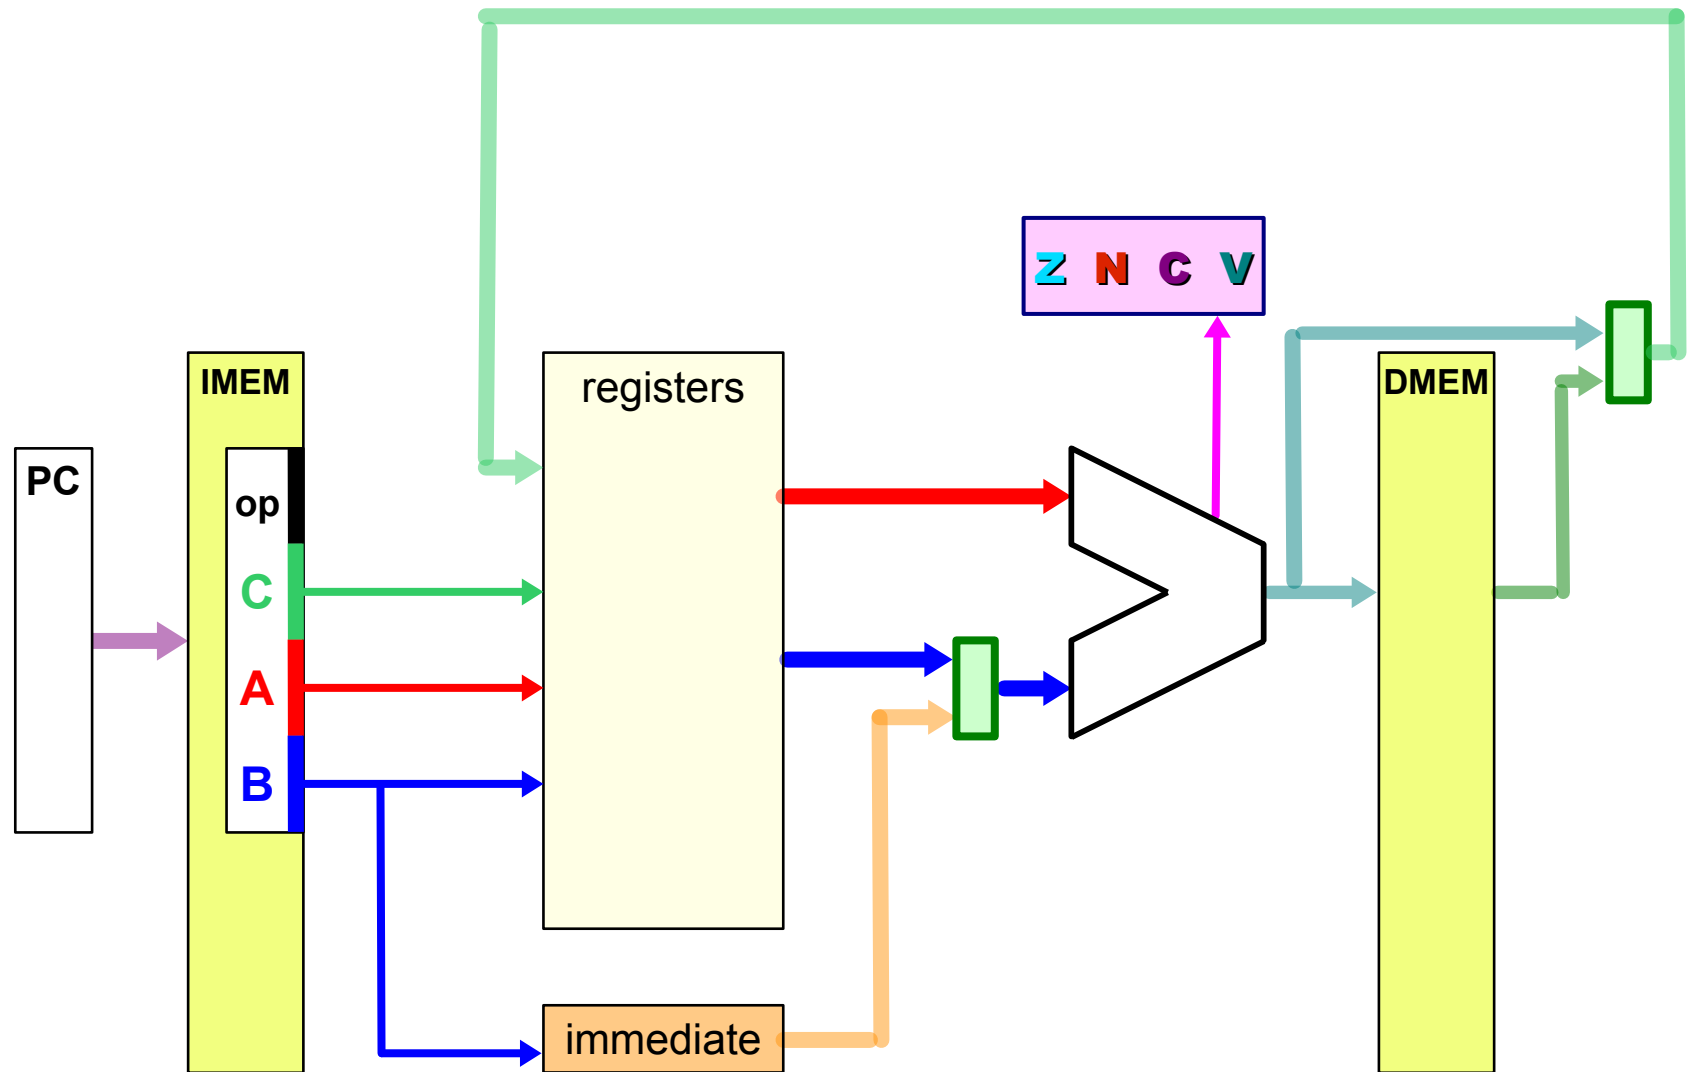 Z N C V
IMEM
registers
DMEM
PC
op
C
A
B
immediate